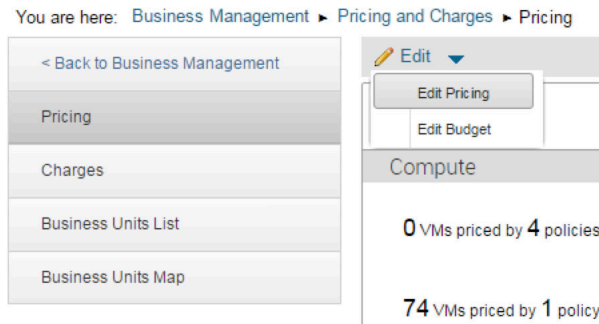 You are here: Business Management ▸ Pricing and Charges ▸ Pricing
< Back to Business Management
Pricing
Charges
Business Units List
Business Units Map
Edit
Edit Pricing
Edit Budget
Compute
0 VMs priced by 4 policies
74 VMs priced by 1 policy